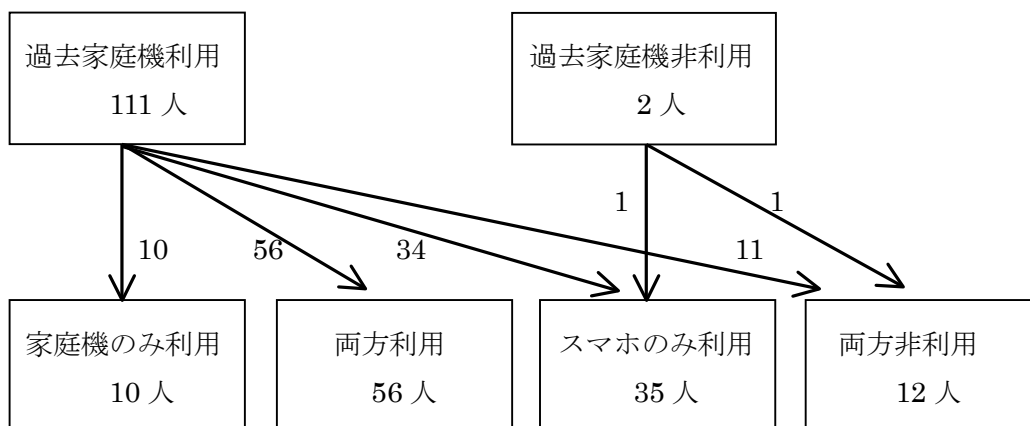 過去家庭機利用
111 人
過去家庭機非利用
2 人
10
56
34
1
11
1
家庭機のみ利用
10 人
両方利用
56 人
スマホのみ利用
35 人
両方非利用
12 人